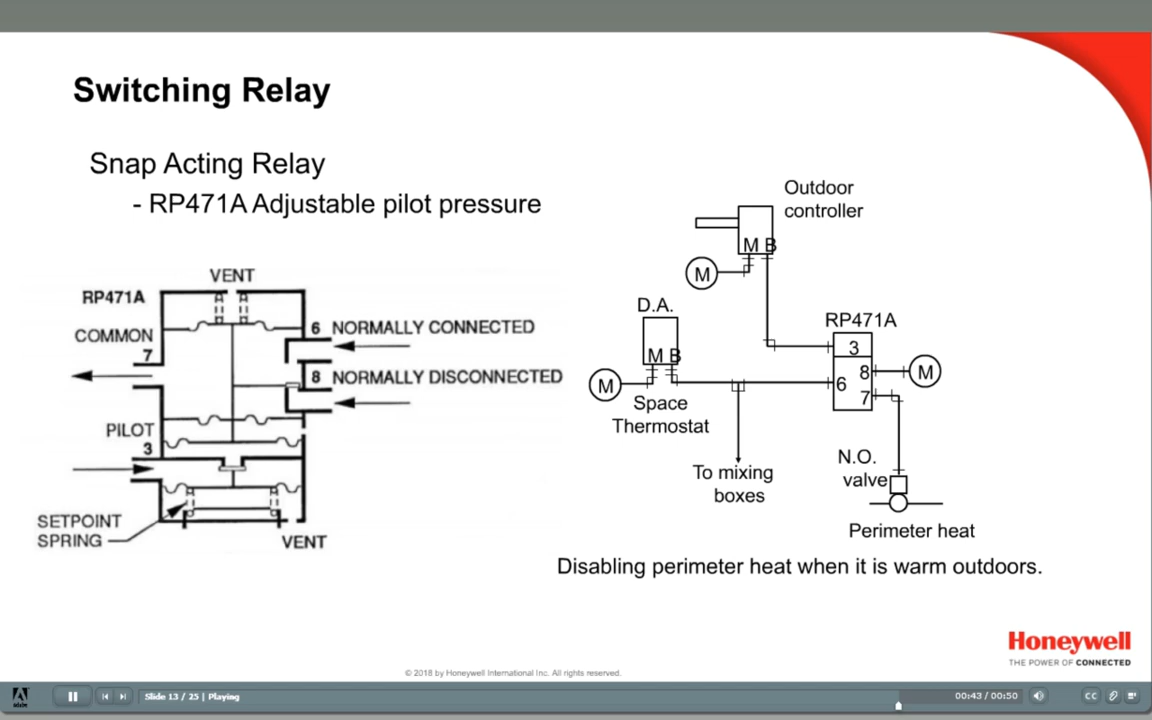 Switching Relay
Snap Acting Relay
- RP471A Adjustable pilot pressure
VENT
RP471A
COMMON
7
6 NORMALLY CONNECTED
8 NORMALLY DISCONNECTED
PILOT
3
SETPOINT
SPRING
VENT
Outdoor
controller
M B
M
D.A.
M B
M
Space
Thermostat
To mixing
boxes
RP471A
3
8
6
7
M
N.O.
valve
Perimeter heat
Disabling perimeter heat when it is warm outdoors.
Honeywell
THE POWER OF CONNECTED
© 2018 by Honeywell International Inc. All rights reserved.
Adobe
Slide 13 / 25 | Playing
00:43 / 00:50
CC